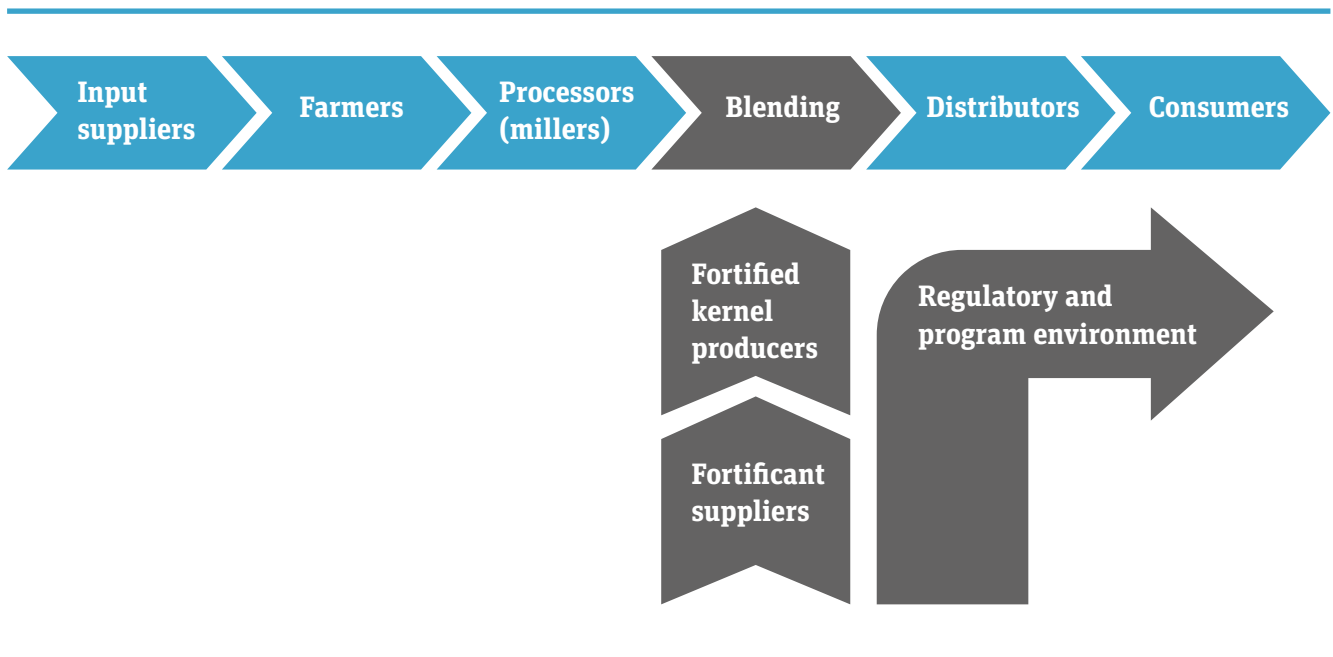 Input
suppliers
Farmers
Processors
(millers)
Blending
Distributors
Consumers
Fortified
kernel
producers
Regulatory and
program environment
Fortificant
suppliers